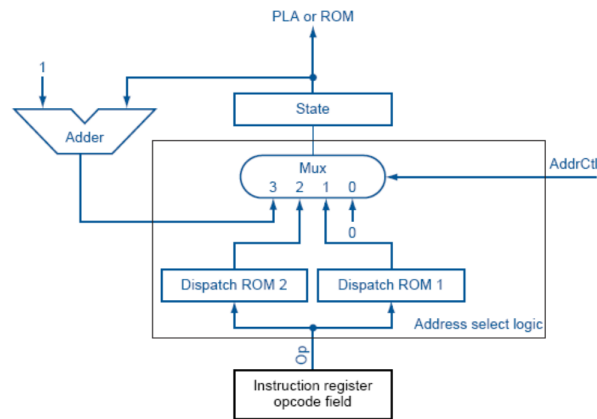 PLA or ROM
1
State
Adder
Mux
3 2 1 0
AddrCtl
0
Dispatch ROM 2
Dispatch ROM 1
Address select logic
Op
Instruction register
opcode field